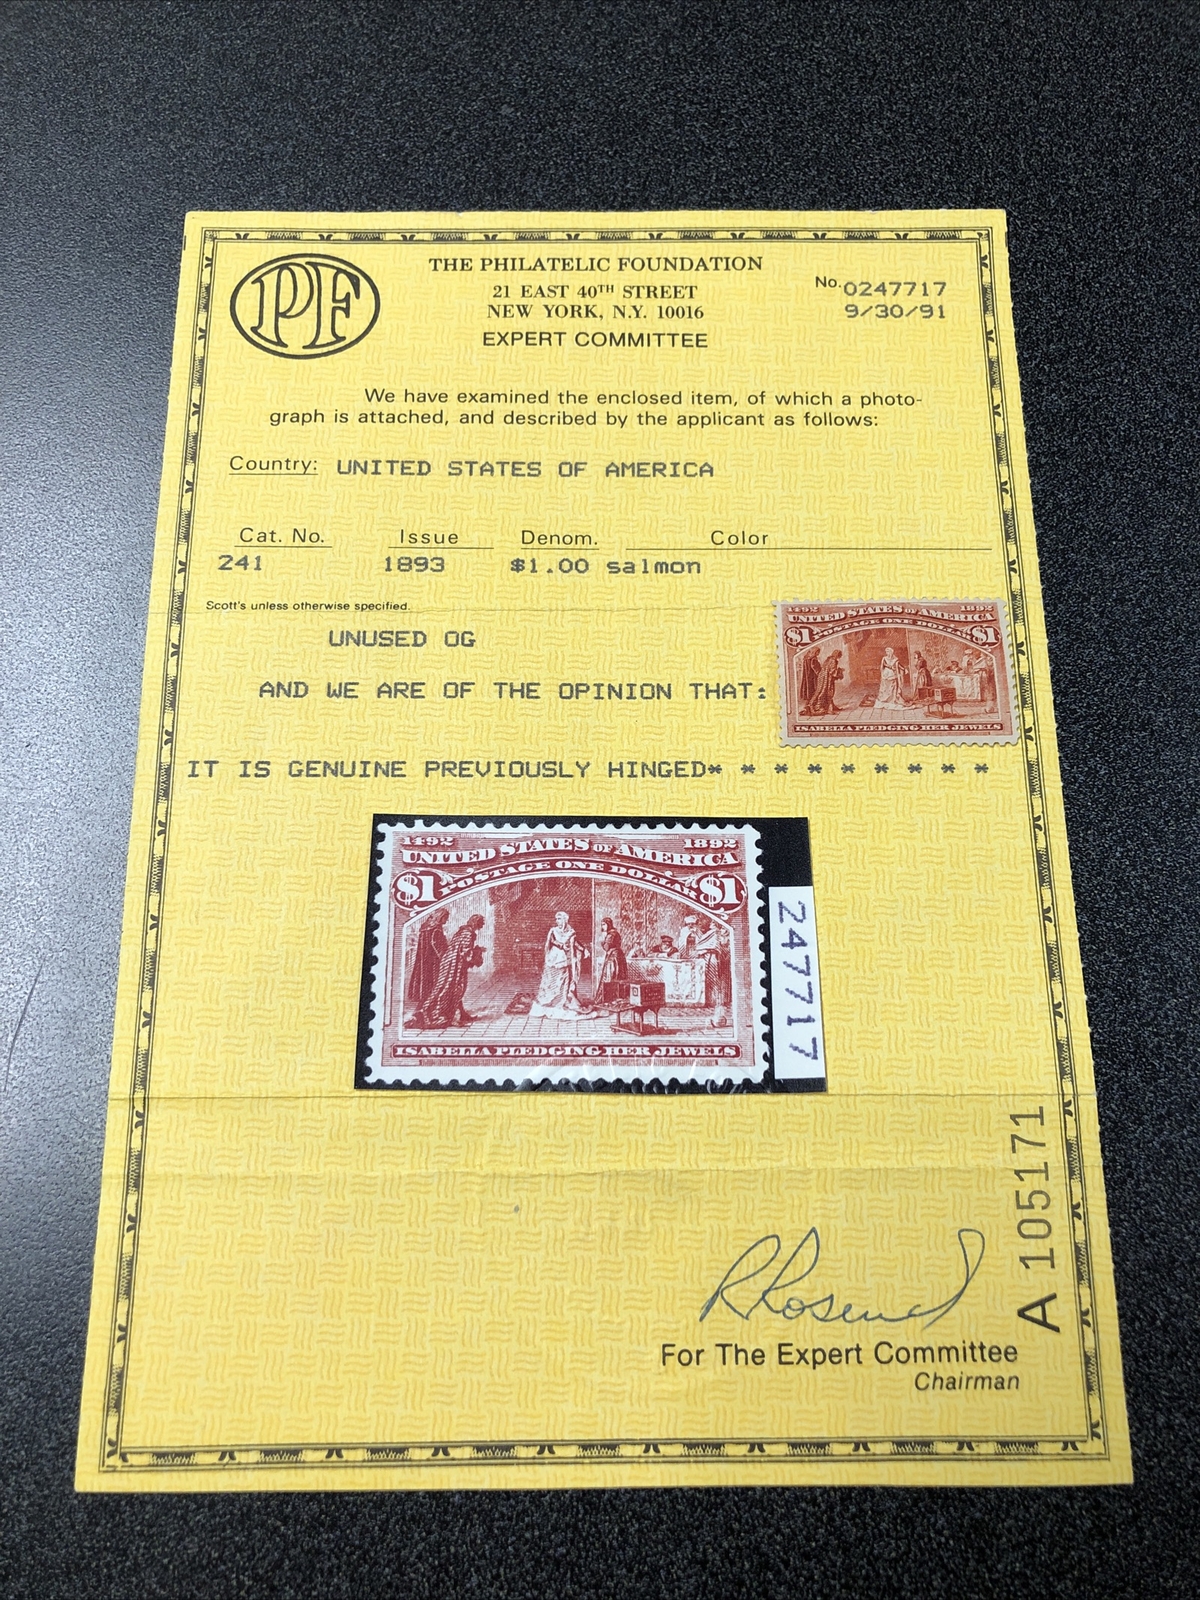 PF
THE PHILATELIC FOUNDATION
21 EAST 40TH STREET
NEW YORK, N.Y. 10016
EXPERT COMMITTEE
No. 0247717
9/30/91
We have examined the enclosed item, of which a photo-
graph is attached, and described by the applicant as follows:
Country: UNITED STATES OF AMERICA
Cat. No. Issue Denom. Color
241 1893 $1.00 salmon
Scott's unless otherwise specified.
UNUSED OG
AND WE ARE OF THE OPINION THAT:
1492 1892
UNITED STATES OF AMERICA
$1 POSTAGE ONE DOLLAR $1
ISABELLA PLEDGING HER JEWELS
IT IS GENUINE PREVIOUSLY HINGED* * * * * * * * *
1492 1892
UNITED STATES OF AMERICA
$1 POSTAGE ONE DOLLAR $1
ISABELLA PLEDGING HER JEWELS
247717
A 105171
For The Expert Committee
Chairman